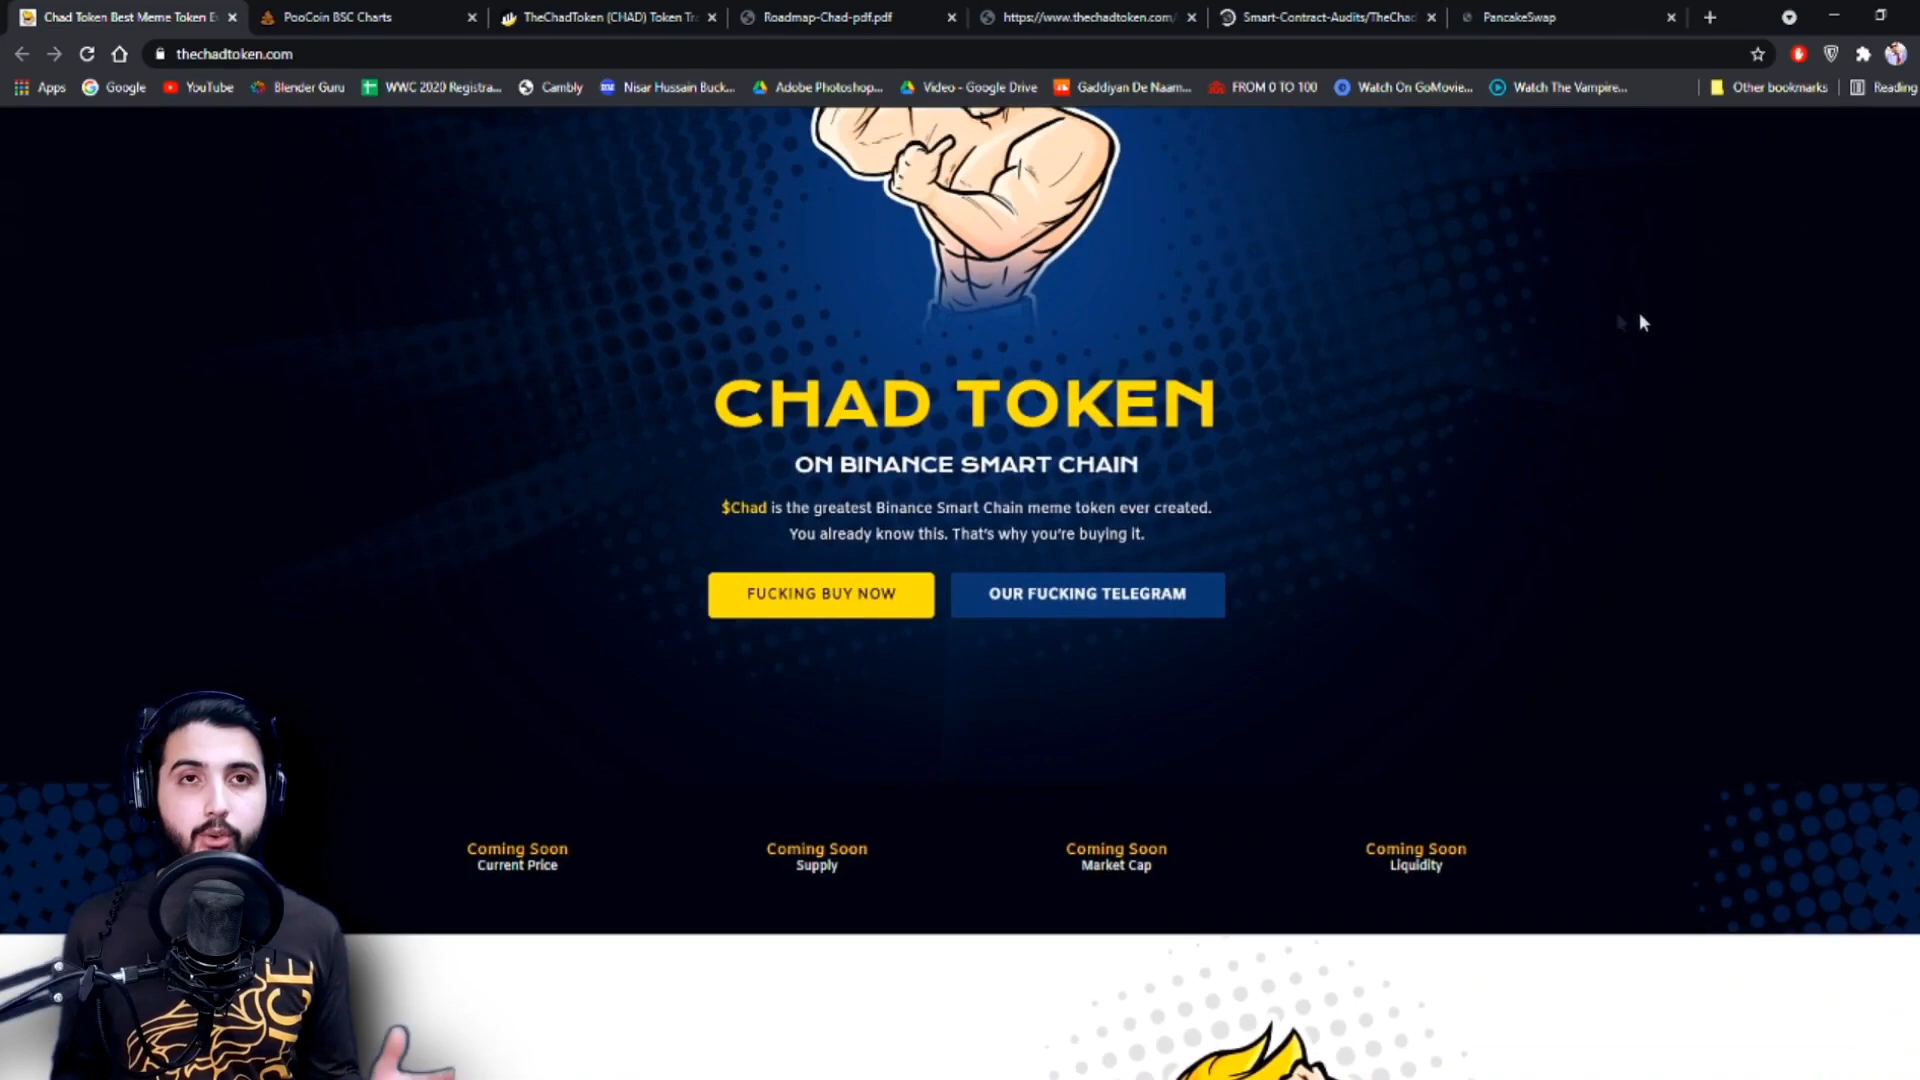 Chad Token Best Meme Token E
PooCoin BSC Charts
TheChadToken (CHAD) Token Tr
Roadmap-Chad-pdf.pdf
https://www.thechadtoken.com/
Smart-Contract-Audits/TheChad
PancakeSwap
thechadtoken.com
Apps
Google
YouTube
Blender Guru
WWC 2020 Registra...
Cambly
Nisar Hussain Buck...
Adobe Photoshop...
Video - Google Drive
Gaddiyan De Naam...
FROM 0 TO 100
Watch On GoMovie...
Watch The Vampire...
Other bookmarks
Reading
CHAD TOKEN
ON BINANCE SMART CHAIN
$Chad is the greatest Binance Smart Chain meme token ever created.
You already know this. That's why you're buying it.
FUCKING BUY NOW
OUR FUCKING TELEGRAM
Coming Soon
Current Price
Coming Soon
Supply
Coming Soon
Market Cap
Coming Soon
Liquidity